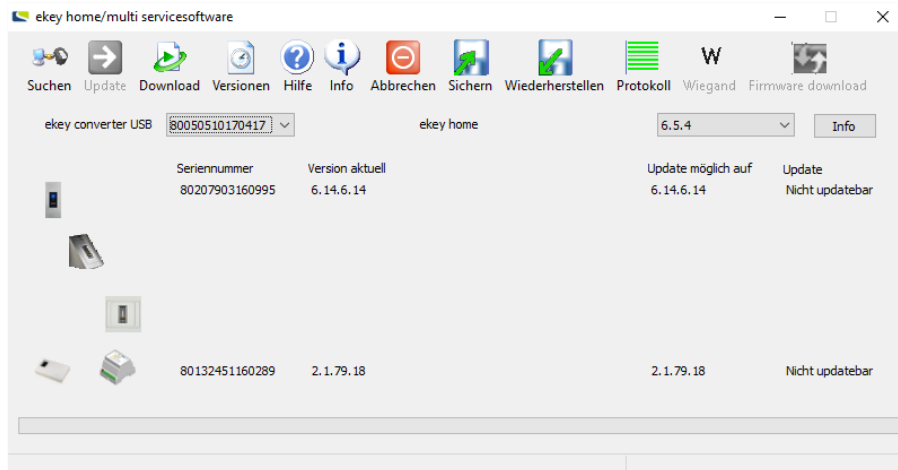 ekey home/multi servicesoftware
Suchen Update Download Versionen Hilfe Info Abbrechen Sichern Wiederherstellen Protokoll Wiegand Firmware download
W
ekey converter USB 80050510170417 ekey home 6.5.4 Info
Seriennummer Version aktuell Update möglich auf Update
80207903160995 6.14.6.14 6.14.6.14 Nicht updatebar
80132451160289 2.1.79.18 2.1.79.18 Nicht updatebar